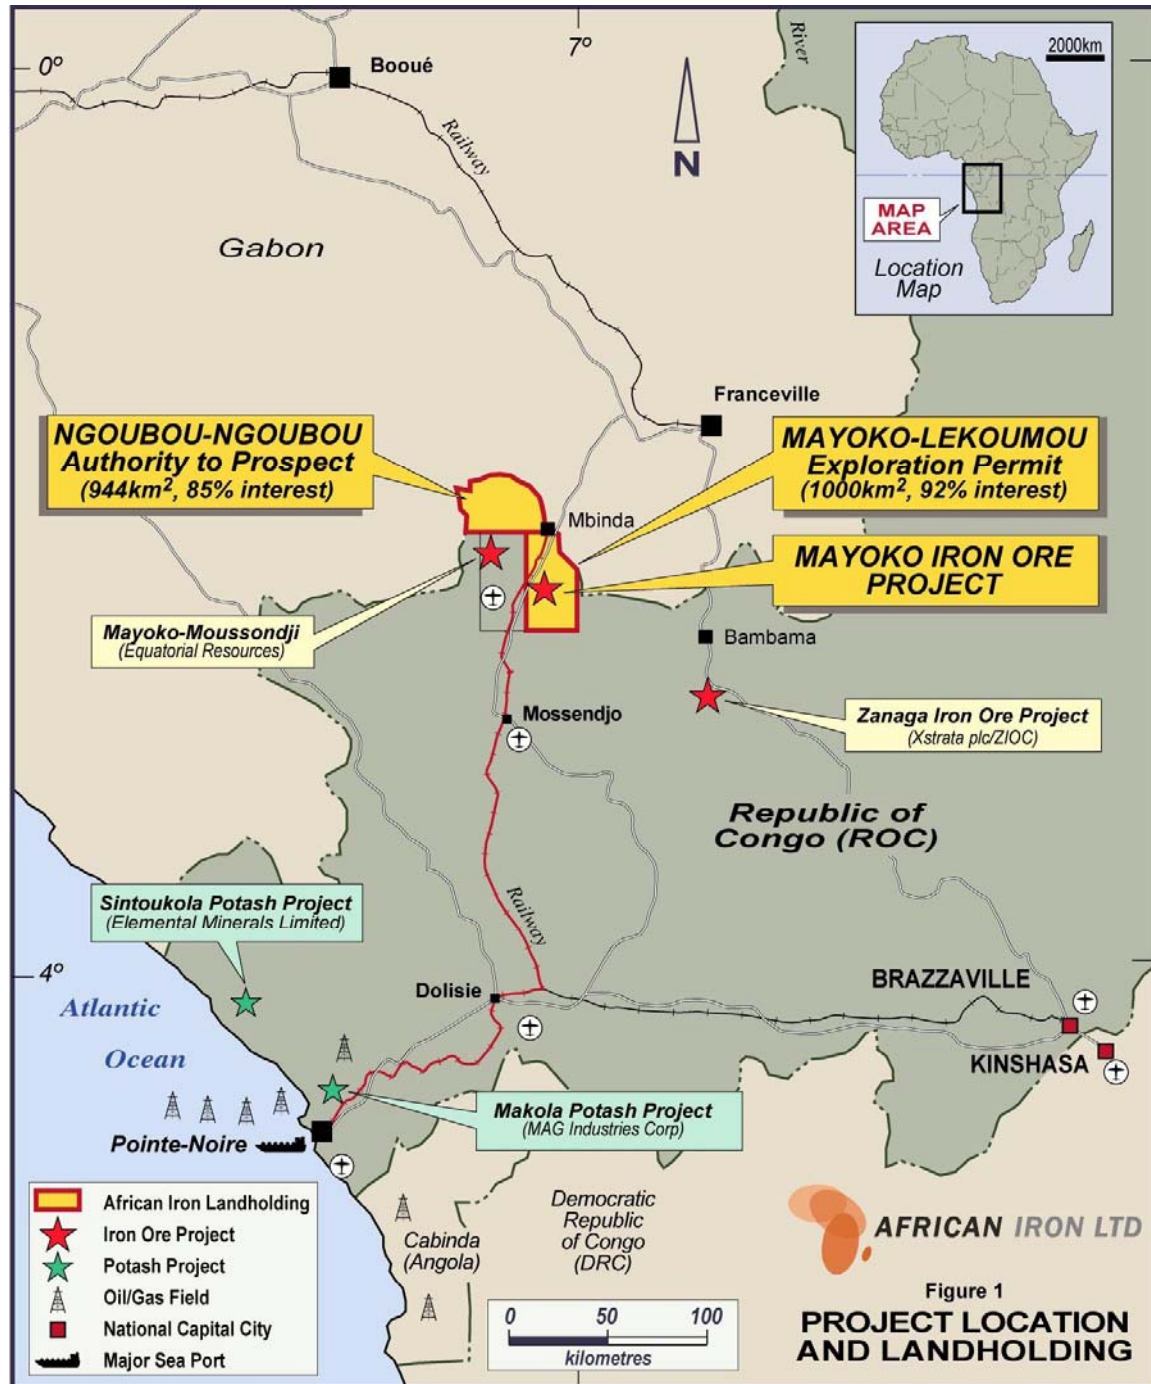 7°
River
0°
Booué
2000km
Railway
N
MAP
AREA
Location
Map
Gabon
Franceville
NGOUBOU-NGOUBOU
Authority to Prospect
(944km², 85% interest)
MAYOKO-LEKOUMOU
Exploration Permit
(1000km², 92% interest)
Mbinda
MAYOKO IRON ORE
PROJECT
Mayoko-Moussondji
(Equatorial Resources)
Bambama
Mossendjo
Zanaga Iron Ore Project
(Xstrata plc/ZIOC)
Republic of
Congo (ROC)
Sintoukola Potash Project
(Elemental Minerals Limited)
Railway
4°
Dolisie
BRAZZAVILLE
Atlantic
Ocean
KINSHASA
Makola Potash Project
(MAG Industries Corp)
Pointe-Noire
African Iron Landholding
Iron Ore Project
Potash Project
Oil/Gas Field
National Capital City
Major Sea Port
Cabinda
(Angola)
Democratic
Republic
of Congo
(DRC)
0 50 100
kilometres
AFRICAN IRON LTD
Figure 1
PROJECT LOCATION
AND LANDHOLDING